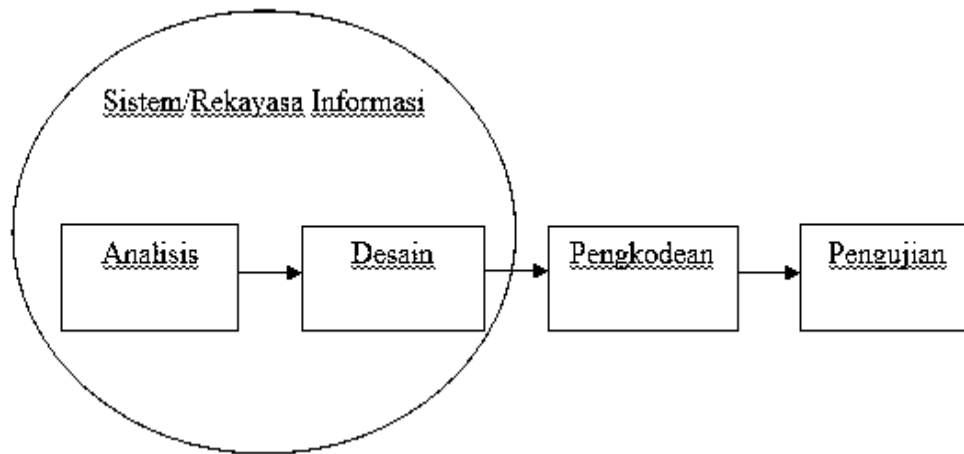 Sistem/Rekayasa Informasi
Analisis
Desain
Pengkodean
Pengujian